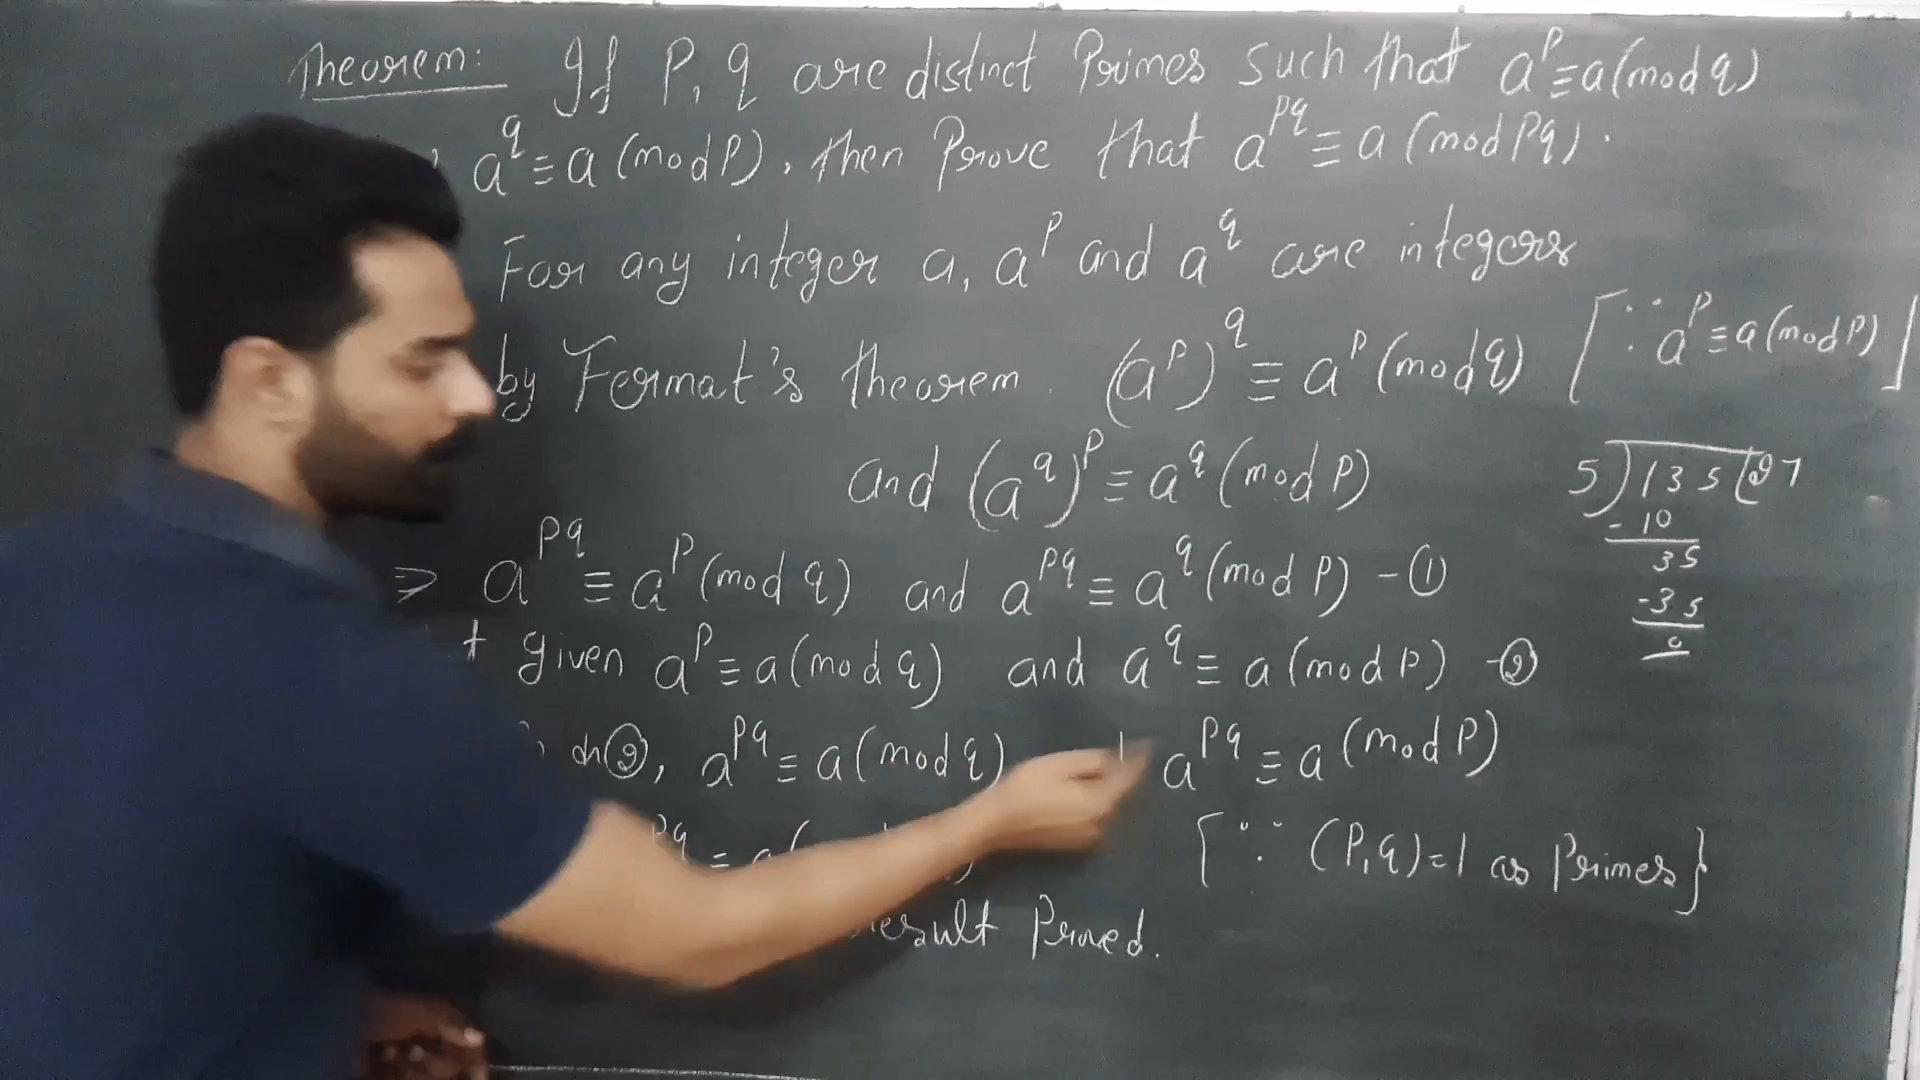 Theorem: If P, q are distinct Primes such that a^p ≡ a (mod q)
a^q ≡ a (mod p), then Prove that a^pq ≡ a (mod pq).
For any integer a, a^p and a^q are integers
by Fermat's theorem. (a^p)^q ≡ a^p (mod q) [∵ a^p ≡ a (mod p)]
and (a^q)^p ≡ a^q (mod p)
5) 135 (27
-10
35
-35
0
⇒ a^pq ≡ a^p (mod q) and a^pq ≡ a^q (mod p) - ①
given a^p ≡ a (mod q) and a^q ≡ a (mod p) - ②
②, a^pq ≡ a (mod q) a^pq ≡ a (mod p)
pq ≡ a ( [∵ (P,q)=1 as Primes}
result Proved.